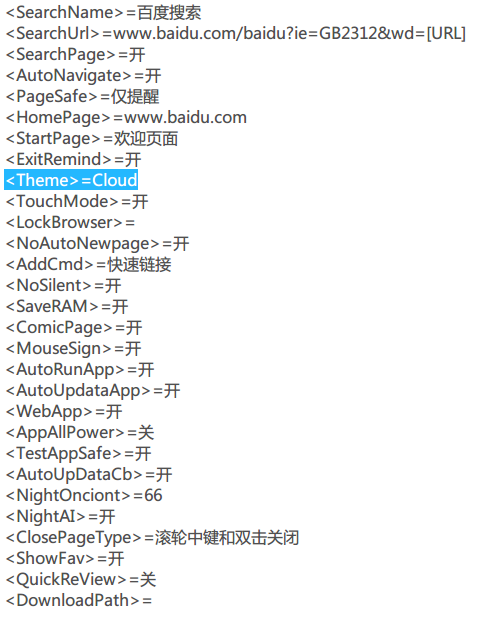 <SearchName>=百度搜索
<SearchUrl>=www.baidu.com/baidu?ie=GB2312&wd=[URL]
<SearchPage>=开
<AutoNavigate>=开
<PageSafe>=仅提醒
<HomePage>=www.baidu.com
<StartPage>=欢迎页面
<ExitRemind>=开
<Theme>=Cloud
<TouchMode>=开
<LockBrowser>=
<NoAutoNewpage>=开
<AddCmd>=快速链接
<NoSilent>=开
<SaveRAM>=开
<ComicPage>=开
<MouseSign>=开
<AutoRunApp>=开
<AutoUpdataApp>=开
<WebApp>=开
<AppAllPower>=关
<TestAppSafe>=开
<AutoUpDataCb>=开
<NightOnciont>=66
<NightAI>=开
<ClosePageType>=滚轮中键和双击关闭
<ShowFav>=开
<QuickReView>=关
<DownloadPath>=